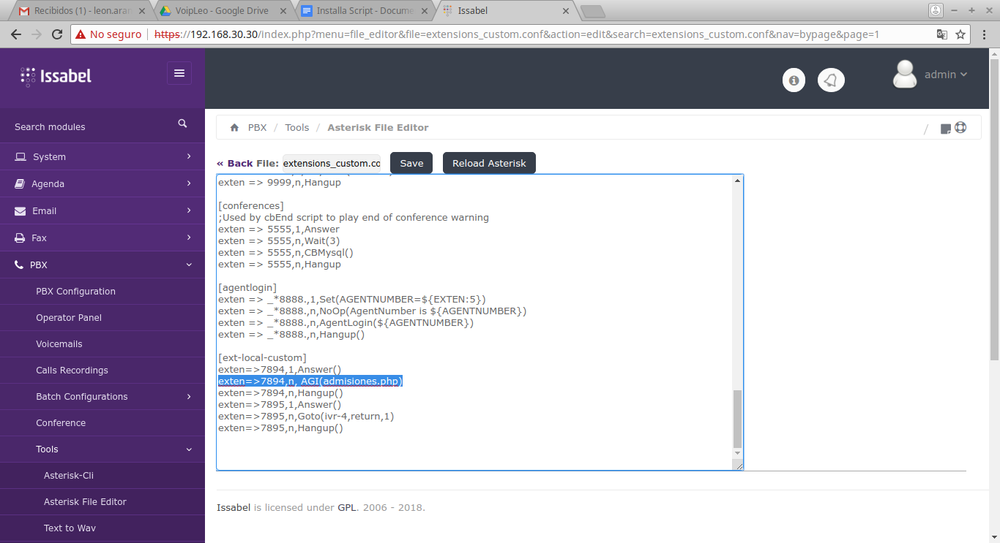 Recibidos (1) - leon.arar
VoipLeo - Google Drive
Installa Script - Docume
Issabel
No seguro
https://192.168.30.30/index.php?menu=file_editor&file=extensions_custom.conf&action=edit&search=extensions_custom.conf&nav=bypage&page=1
Issabel
admin
Search modules
System
Agenda
Email
Fax
PBX
PBX Configuration
Operator Panel
Voicemails
Calls Recordings
Batch Configurations
Conference
Tools
Asterisk-Cli
Asterisk File Editor
Text to Wav
PBX / Tools / Asterisk File Editor
/
« Back File: extensions_custom.co Save Reload Asterisk
exten => 9999,n,Hangup
[conferences]
;Used by cbEnd script to play end of conference warning
exten => 5555,1,Answer
exten => 5555,n,Wait(3)
exten => 5555,n,CBMysql()
exten => 5555,n,Hangup
[agentlogin]
exten => _*8888.,1,Set(AGENTNUMBER=${EXTEN:5})
exten => _*8888.,n,NoOp(AgentNumber is ${AGENTNUMBER})
exten => _*8888.,n,AgentLogin(${AGENTNUMBER})
exten => _*8888.,n,Hangup()
[ext-local-custom]
exten=>7894,1,Answer()
exten=>7894,n, AGI(admisiones.php)
exten=>7894,n,Hangup()
exten=>7895,1,Answer()
exten=>7895,n,Goto(ivr-4,return,1)
exten=>7895,n,Hangup()
Issabel is licensed under GPL. 2006 - 2018.